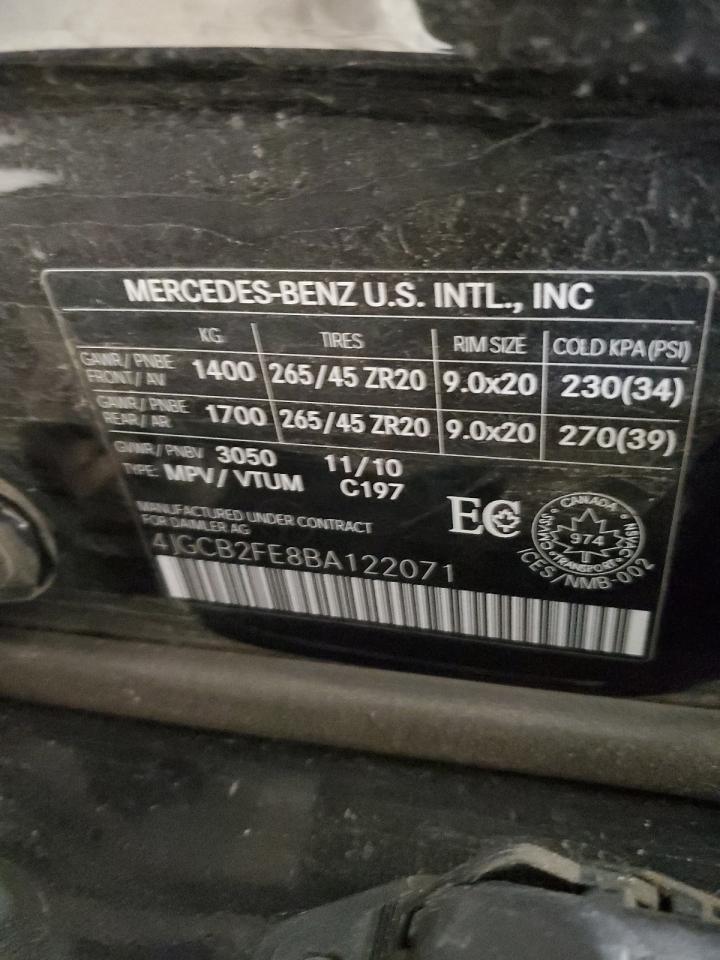 MERCEDES-BENZ U.S. INTL., INC
KG TIRES RIM SIZE COLD KPA (PSI)
GAWR / PNBE
FRONT / AV 1400 265/45 ZR20 9.0x20 230(34)
GAWR / PNBE
REAR / AR 1700 265/45 ZR20 9.0x20 270(39)
GVWR / PNBV 3050 11/10
TYPE: MPV / VTUM C197
MANUFACTURED UNDER CONTRACT
FOR DAIMLER AG
EC
CANADA
974
TRANSPORT
CMVSS
NSVAC
ICES/NMB-002
4JGCB2FE8BA122071